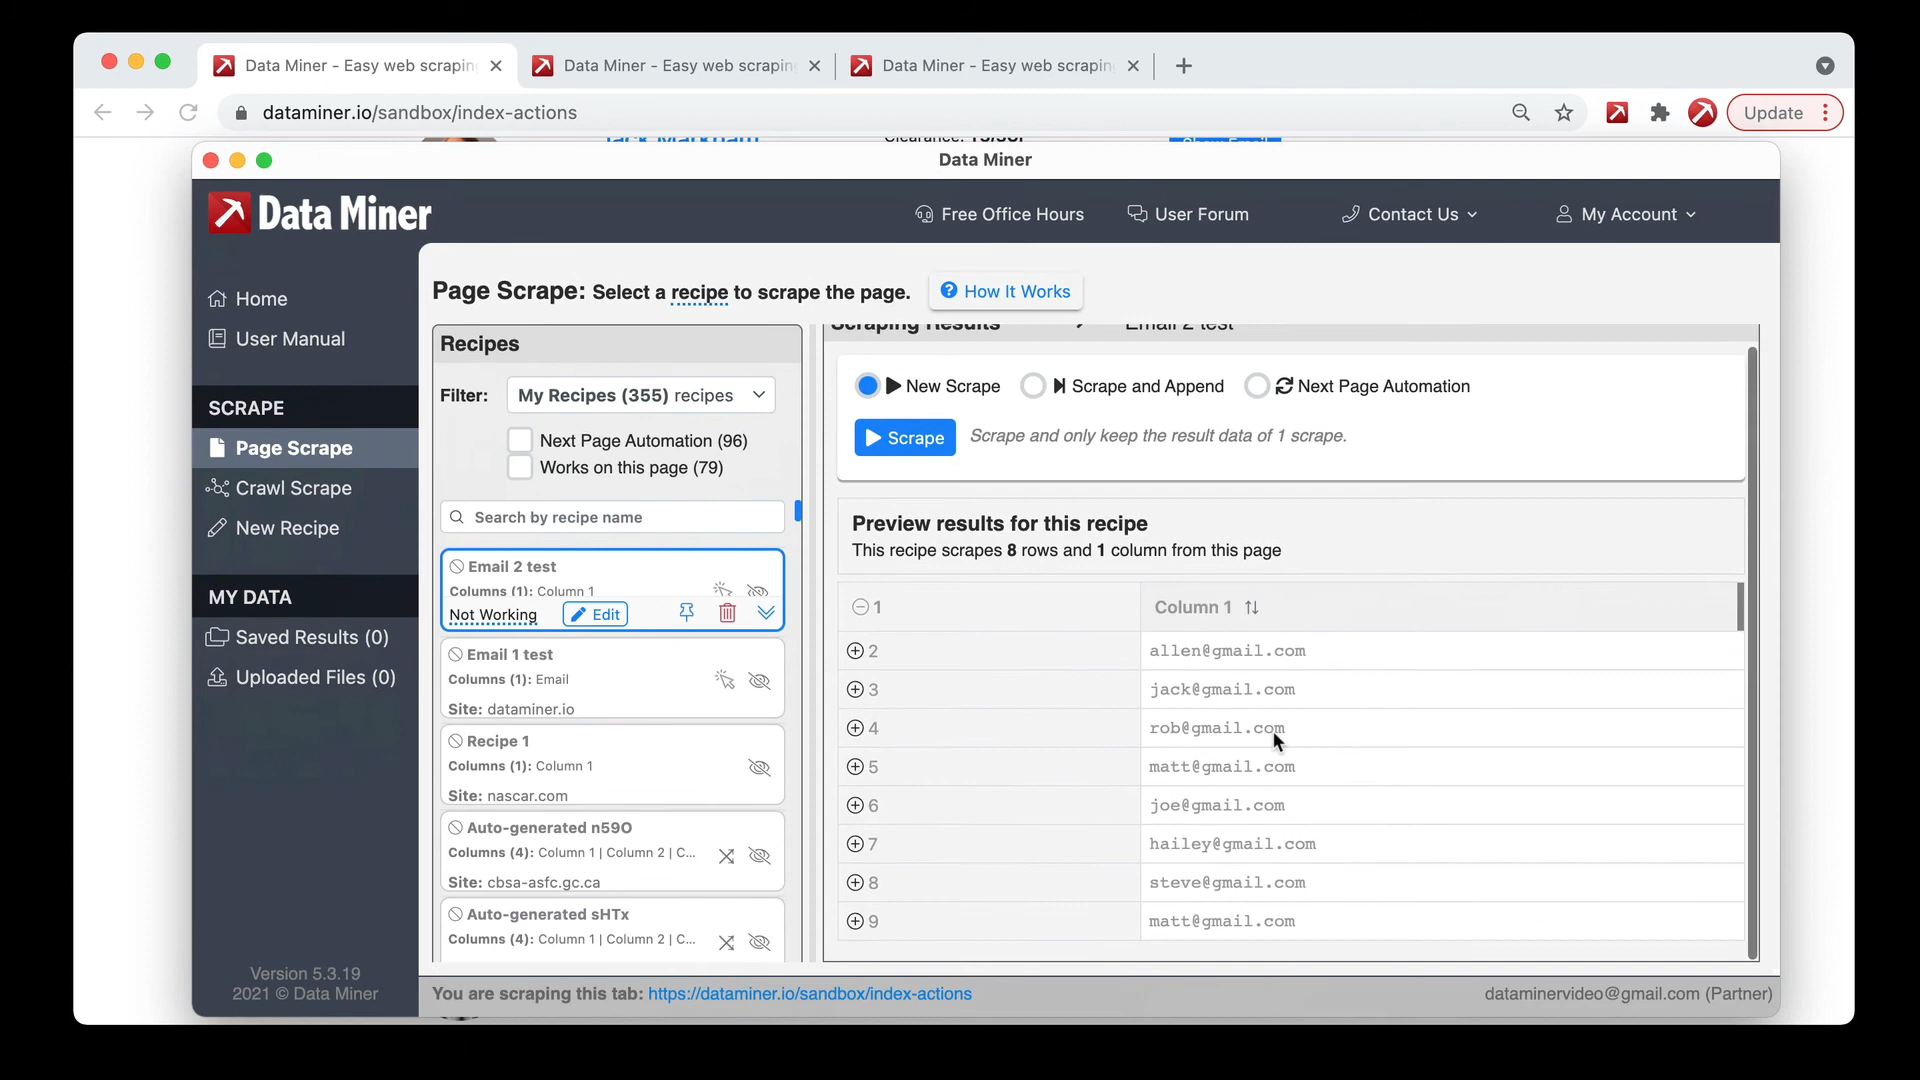 Data Miner - Easy web scraping
Data Miner - Easy web scraping
Data Miner - Easy web scraping
dataminer.io/sandbox/index-actions
Update
Jack Markham
Data Miner
Data Miner
Free Office Hours
User Forum
Contact Us
My Account
Home
User Manual
SCRAPE
Page Scrape
Crawl Scrape
New Recipe
MY DATA
Saved Results (0)
Uploaded Files (0)
Version 5.3.19
2021 © Data Miner
Page Scrape: Select a recipe to scrape the page.
How It Works
Recipes
Filter:
My Recipes (355) recipes
Next Page Automation (96)
Works on this page (79)
Search by recipe name
Email 2 test
Columns (1): Column 1
Not Working
Edit
Email 1 test
Columns (1): Email
Site: dataminer.io
Recipe 1
Columns (1): Column 1
Site: nascar.com
Auto-generated n59O
Columns (4): Column 1 | Column 2 | C...
Site: cbsa-asfc.gc.ca
Auto-generated sHTx
Columns (4): Column 1 | Column 2 | C...
Scraping Results
Email 2 test
New Scrape
Scrape and Append
Next Page Automation
Scrape
Scrape and only keep the result data of 1 scrape.
Preview results for this recipe
This recipe scrapes 8 rows and 1 column from this page
1 Column 1
2 allen@gmail.com
3 jack@gmail.com
4 rob@gmail.com
5 matt@gmail.com
6 joe@gmail.com
7 hailey@gmail.com
8 steve@gmail.com
9 matt@gmail.com
You are scraping this tab: https://dataminer.io/sandbox/index-actions
dataminervideo@gmail.com (Partner)